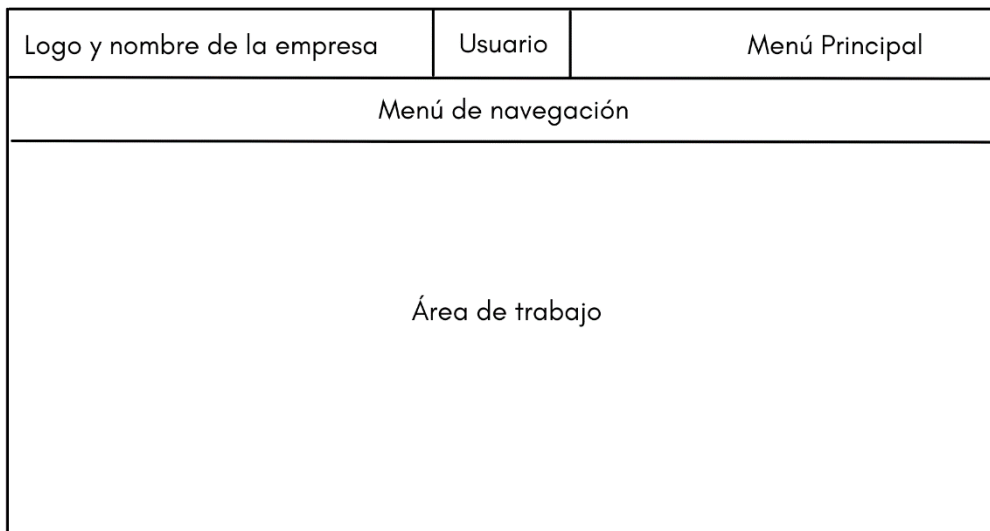 Logo y nombre de la empresa
Usuario
Menú Principal
Menú de navegación
Área de trabajo